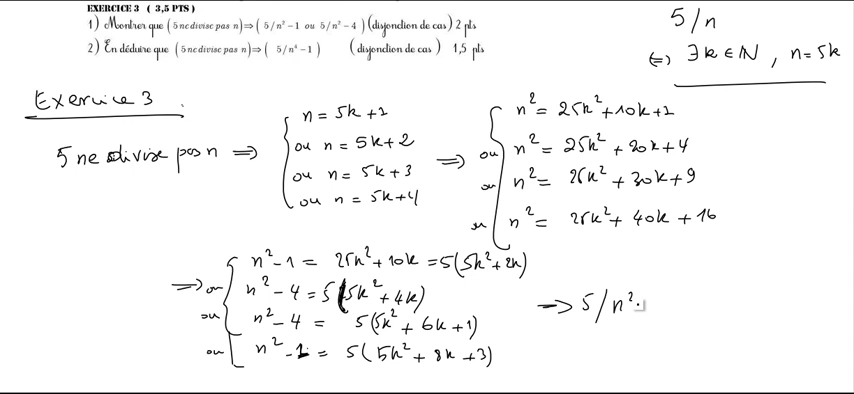 EXERCICE 3 ( 3,5 PTS )
1) Montrer que ( 5 ne divise pas n ) ⇒ ( 5/n²-1 ou 5/n²-4 ) (disjonction de cas) 2 pts
2) En déduire que ( 5 ne divise pas n ) ⇒ ( 5/n⁴-1 ) (disjonction de cas ) 1,5 pts
5/n
⇔ ∃k∈ℕ, n=5k
Exercice 3
5 ne divise pas n ⇒
n = 5k+1
ou n = 5k+2
ou n = 5k+3
ou n = 5k+4
⇒ n² = 25k²+10k+1
ou n² = 25k²+20k+4
ou n² = 25k²+30k+9
ou n² = 25k²+40k+16
⇒ n²-1 = 25k²+10k = 5(5k²+2k)
ou n²-4 = 5(5k²+4k)
ou n²-4 = 5(5k²+6k+1)
ou n²-1 = 5(5k²+8k+3)
⇒ 5/n²-